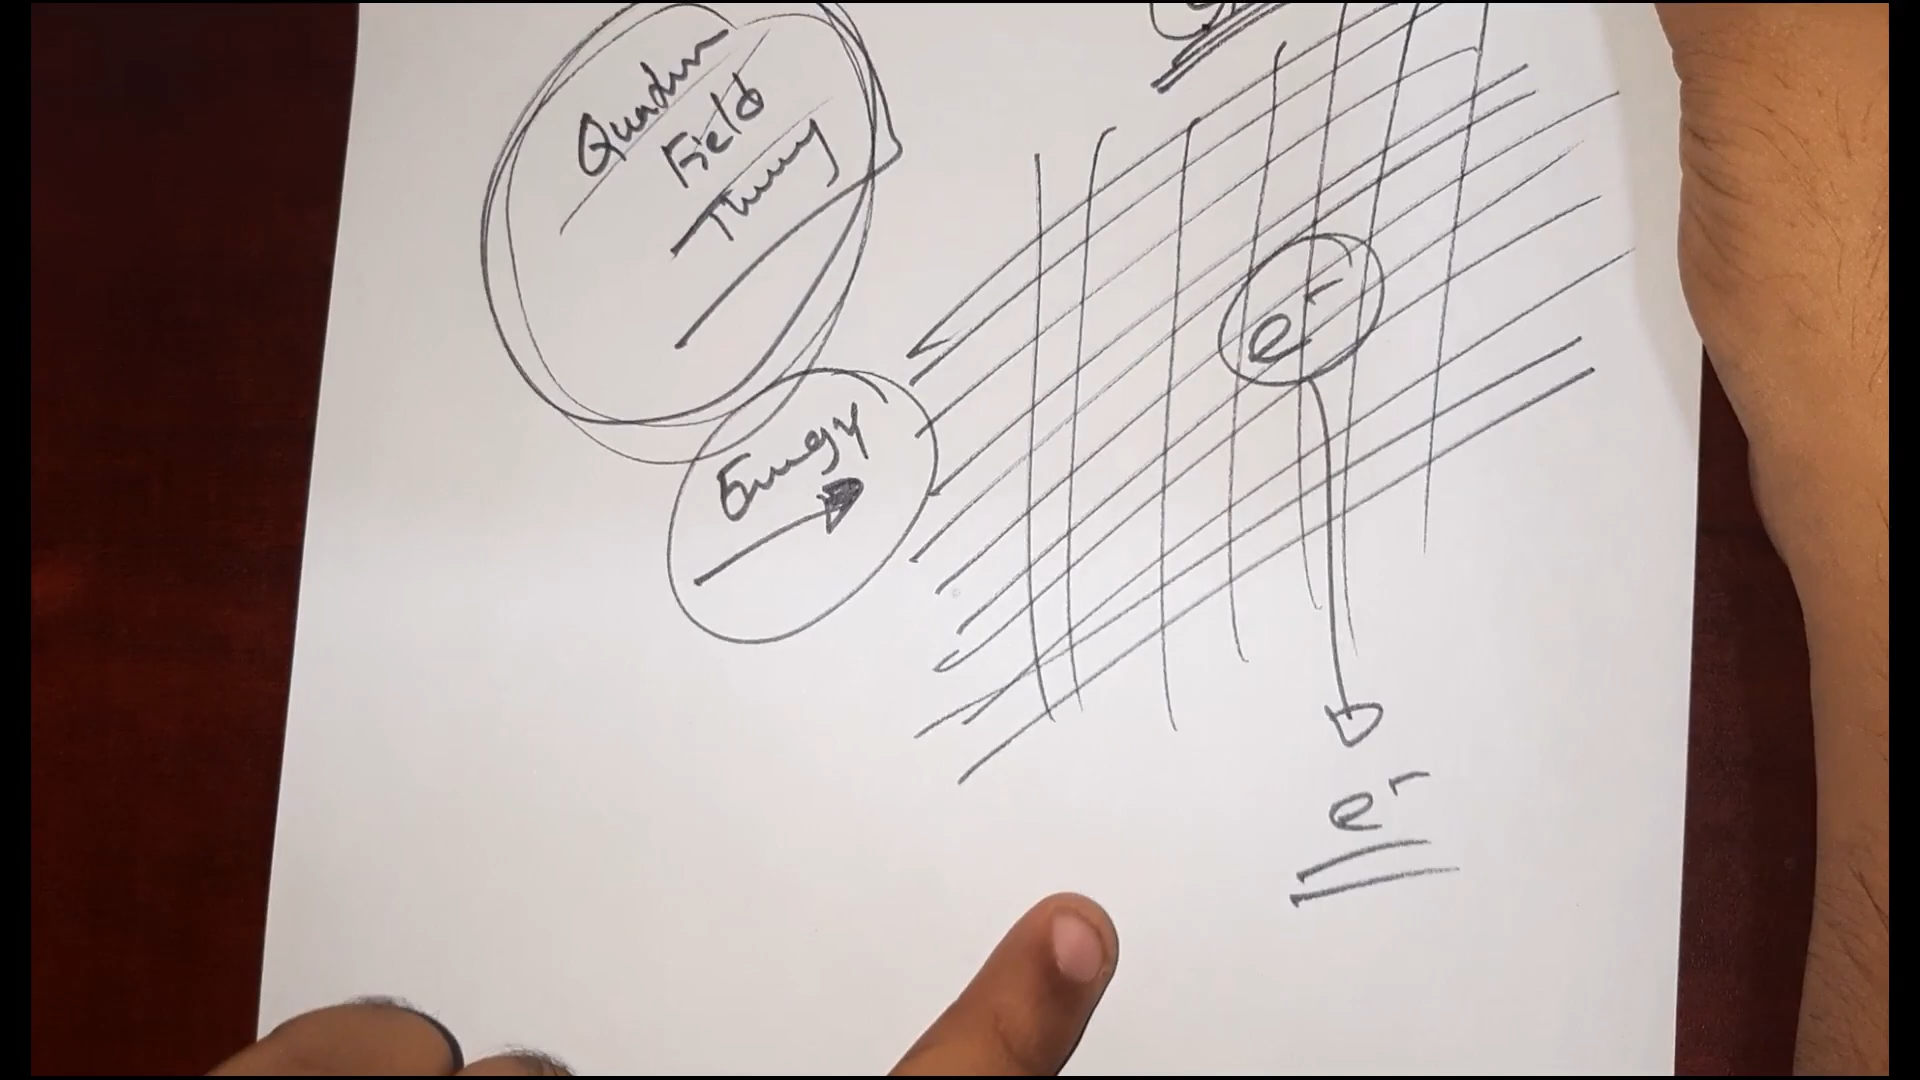 Quantum
Field
Theory
Energy
e-
e-